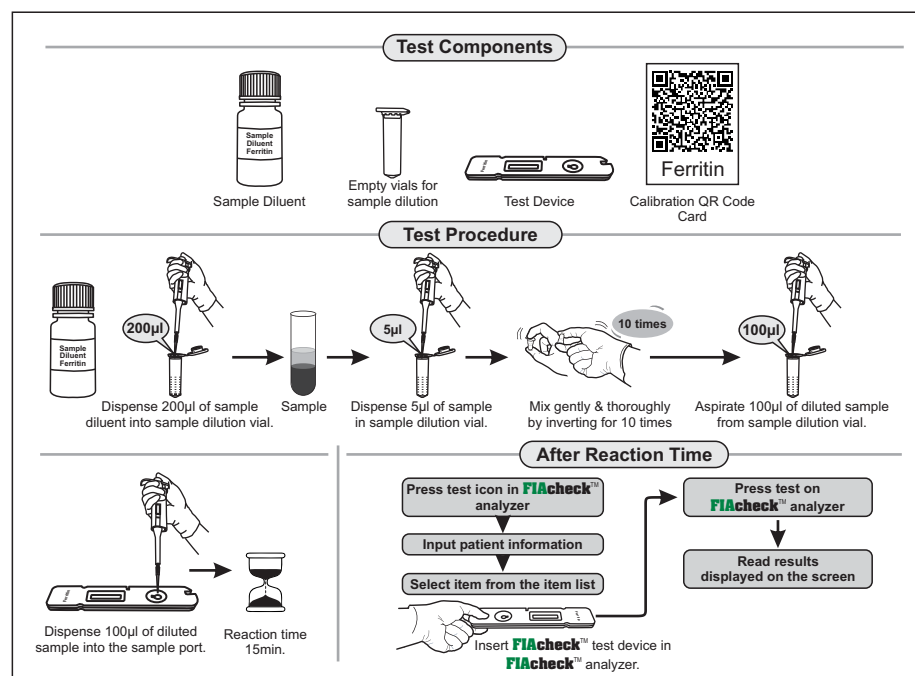 Test Components
Sample
Diluent
Ferritin
Sample Diluent
Empty vials for
sample dilution
Ferritin
Test Device
Ferritin
Calibration QR Code
Card
Test Procedure
Sample
Diluent
Ferritin
200µl
Dispense 200µl of sample
diluent into sample dilution vial.
Sample
5µl
Dispense 5µl of sample
in sample dilution vial.
10 times
Mix gently & thoroughly
by inverting for 10 times
100µl
Aspirate 100µl of diluted sample
from sample dilution vial.
Ferritin
Dispense 100µl of diluted
sample into the sample port.
Reaction time
15min.
After Reaction Time
Press test icon in FIAcheck™
analyzer
Input patient information
Select item from the item list
Insert FIAcheck™ test device in
FIAcheck™ analyzer.
Press test on
FIAcheck™ analyzer
Read results
displayed on the screen